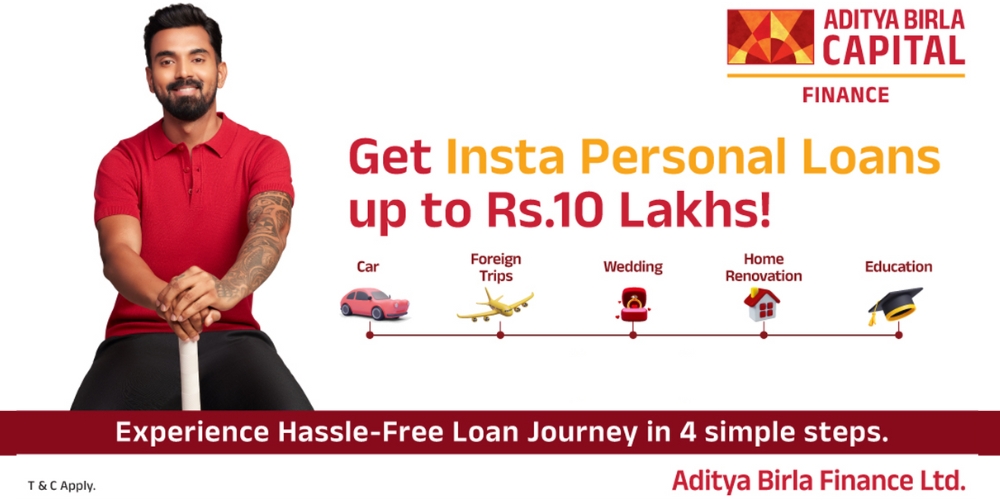 ADITYA BIRLA
CAPITAL
FINANCE
Get Insta Personal Loans
up to Rs.10 Lakhs!
Car
Foreign
Trips
Wedding
Home
Renovation
Education
Experience Hassle-Free Loan Journey in 4 simple steps.
T & C Apply.
Aditya Birla Finance Ltd.